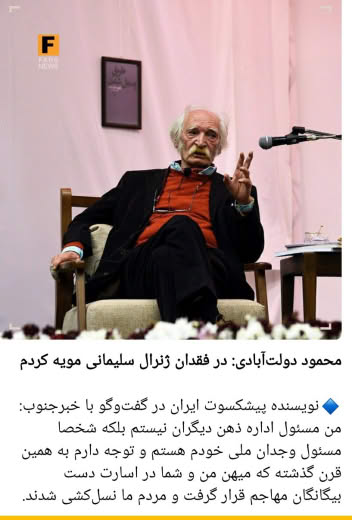 F
FARS
NEWS
محمود دولت‌آبادی: در فقدان ژنرال سلیمانی مویه کردم
نویسنده پیشکسوت ایران در گفت‌وگو با خبرجنوب:
من مسئول اداره ذهن دیگران نیستم بلکه شخصا
مسئول وجدان ملی خودم هستم و توجه دارم به همین
قرن گذشته که میهن من و شما در اسارت دست
بیگانگان مهاجم قرار گرفت و مردم ما نسل‌کشی شدند.